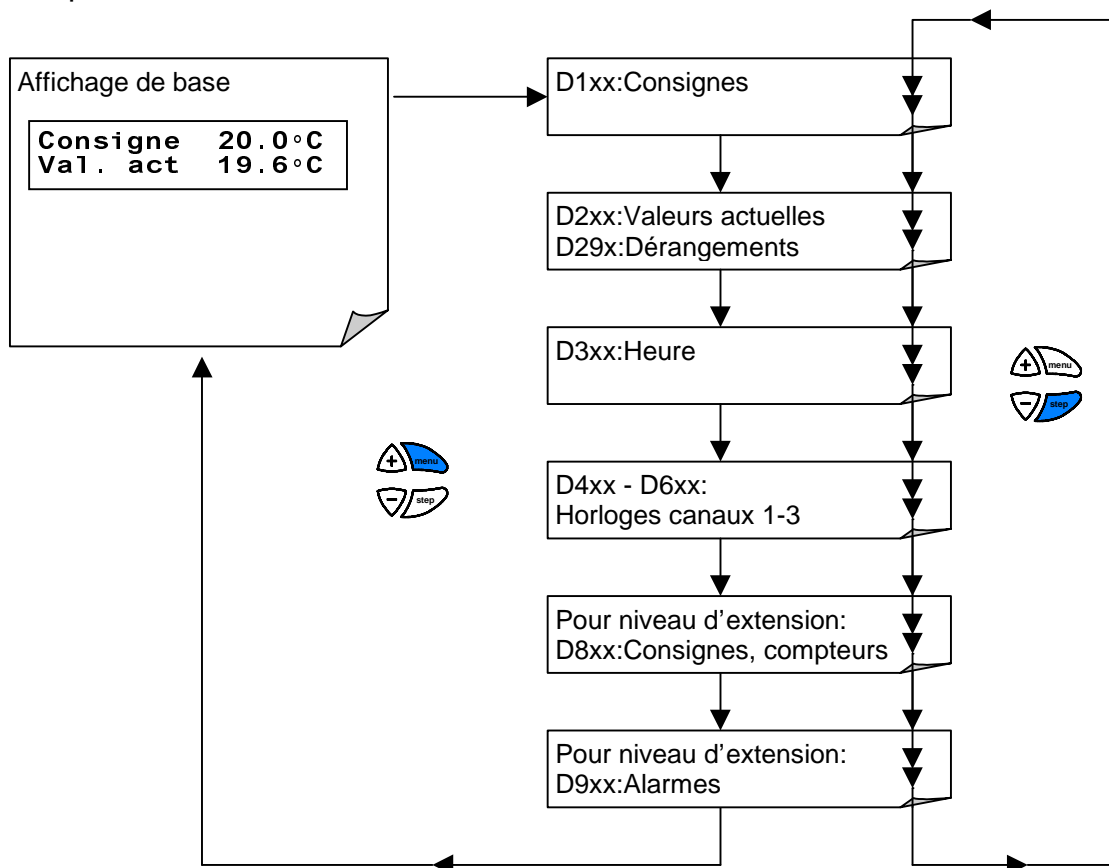 Affichage de base
Consigne 20.0°C
Val. act 19.6°C
D1xx:Consignes
D2xx:Valeurs actuelles
D29x:Dérangements
D3xx:Heure
D4xx - D6xx:
Horloges canaux 1-3
Pour niveau d'extension:
D8xx:Consignes, compteurs
Pour niveau d'extension:
D9xx:Alarmes
+ menu
− step
+ menu
− step